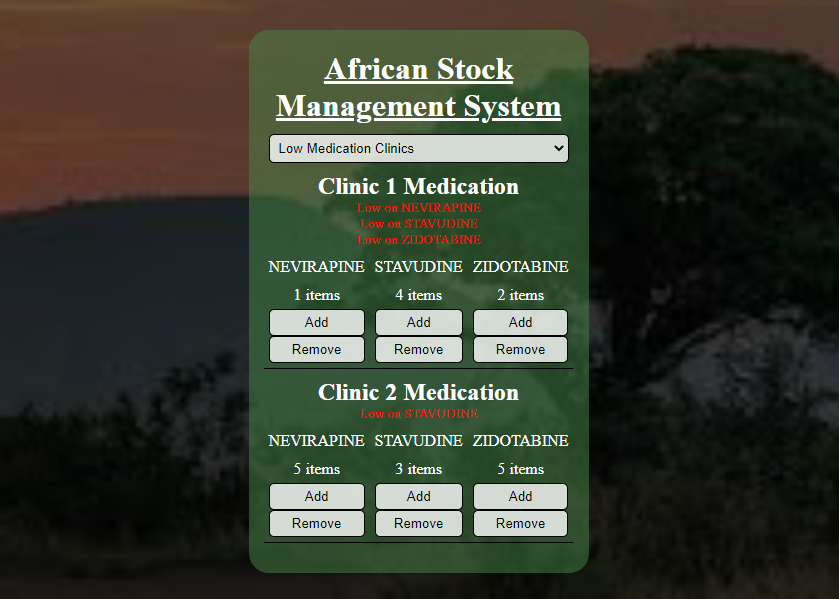 African Stock
Management System
Low Medication Clinics
Clinic 1 Medication
Low on NEVIRAPINE
Low on STAVUDINE
Low on ZIDOTABINE
NEVIRAPINE STAVUDINE ZIDOTABINE
1 items 4 items 2 items
Add Add Add
Remove Remove Remove
Clinic 2 Medication
Low on STAVUDINE
NEVIRAPINE STAVUDINE ZIDOTABINE
5 items 3 items 5 items
Add Add Add
Remove Remove Remove